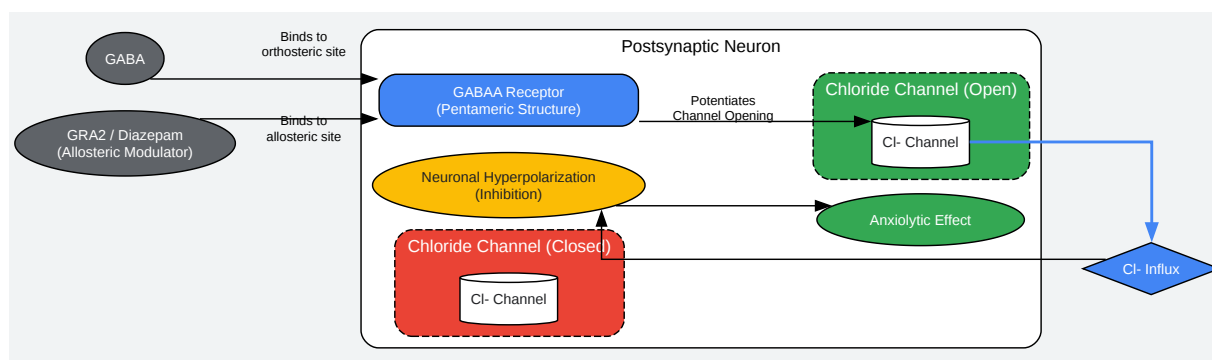 GABA
Binds to
orthosteric site
Postsynaptic Neuron
GABAA Receptor
(Pentameric Structure)
Potentiates
Channel Opening
Chloride Channel (Open)
Cl- Channel
GRA2 / Diazepam
(Allosteric Modulator)
Binds to
allosteric site
Neuronal Hyperpolarization
(Inhibition)
Anxiolytic Effect
Chloride Channel (Closed)
Cl- Channel
Cl- Influx